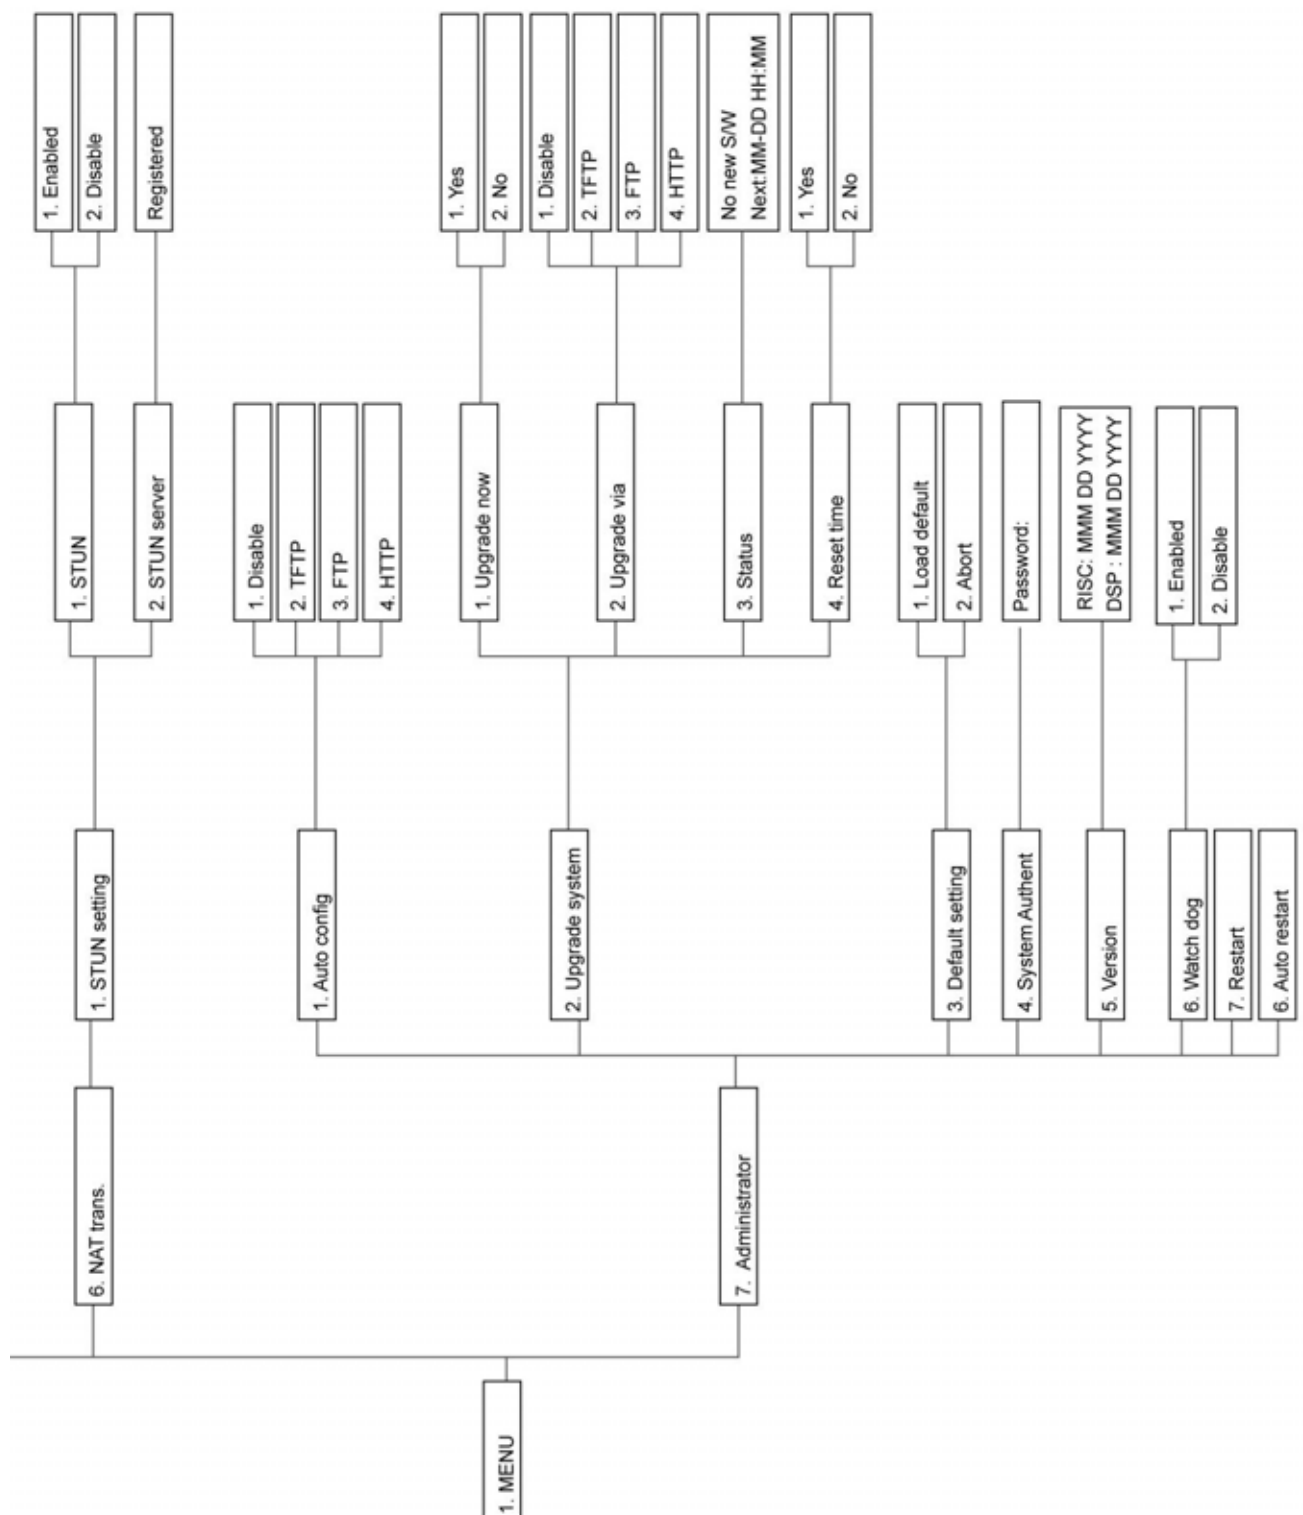 1. MENU
6. NAT trans.
1. STUN setting
1. STUN
1. Enabled
2. Disable
2. STUN server
Registered
7. Administrator
1. Auto config
1. Disable
2. TFTP
3. FTP
4. HTTP
2. Upgrade system
1. Upgrade now
1. Yes
2. No
2. Upgrade via
1. Disable
2. TFTP
3. FTP
4. HTTP
3. Status
No new S/W
Next:MM-DD HH:MM
4. Reset time
1. Yes
2. No
3. Default setting
1. Load default
2. Abort
4. System Authent
Password:
5. Version
RISC: MMM DD YYYY
DSP : MMM DD YYYY
6. Watch dog
1. Enabled
2. Disable
7. Restart
6. Auto restart